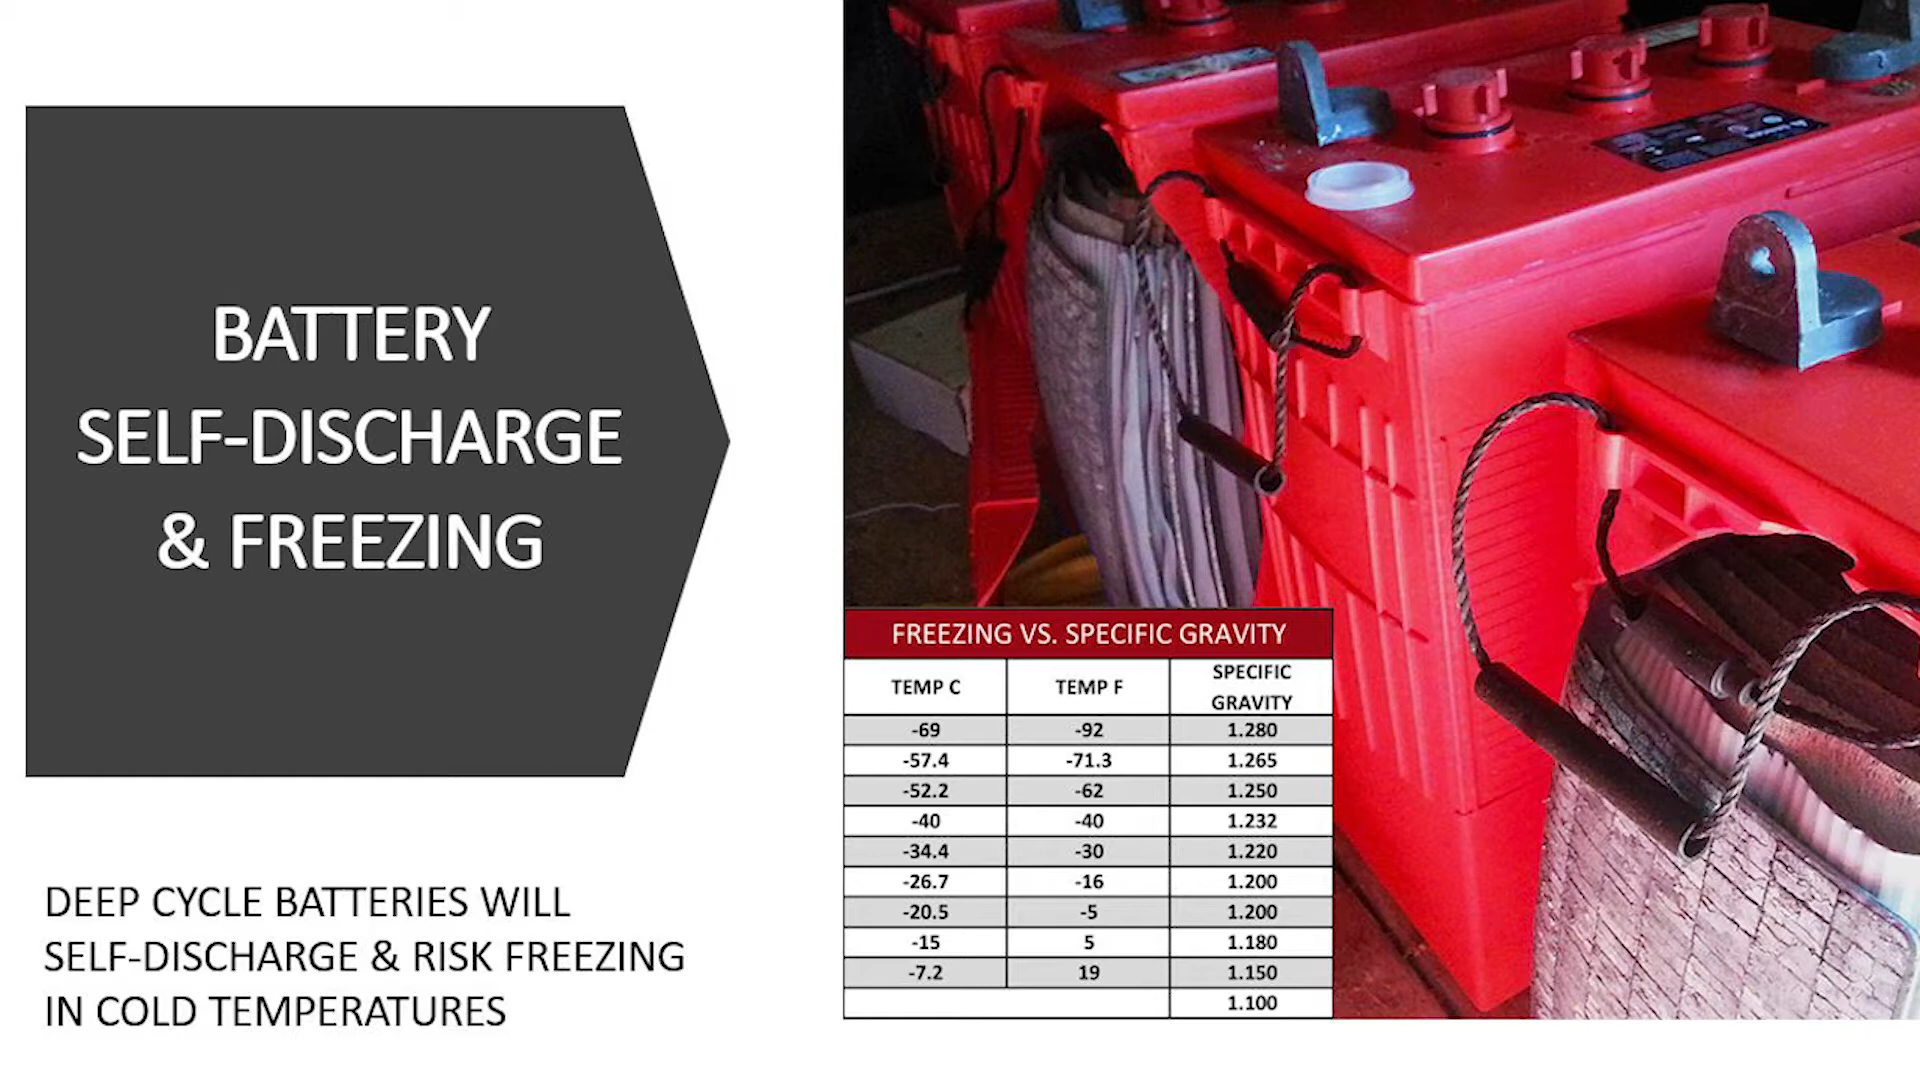 BATTERY
SELF-DISCHARGE
& FREEZING
DEEP CYCLE BATTERIES WILL
SELF-DISCHARGE & RISK FREEZING
IN COLD TEMPERATURES
FREEZING VS. SPECIFIC GRAVITY
TEMP C TEMP F SPECIFIC
GRAVITY
-69 -92 1.280
-57.4 -71.3 1.265
-52.2 -62 1.250
-40 -40 1.232
-34.4 -30 1.220
-26.7 -16 1.200
-20.5 -5 1.200
-15 5 1.180
-7.2 19 1.150
1.100